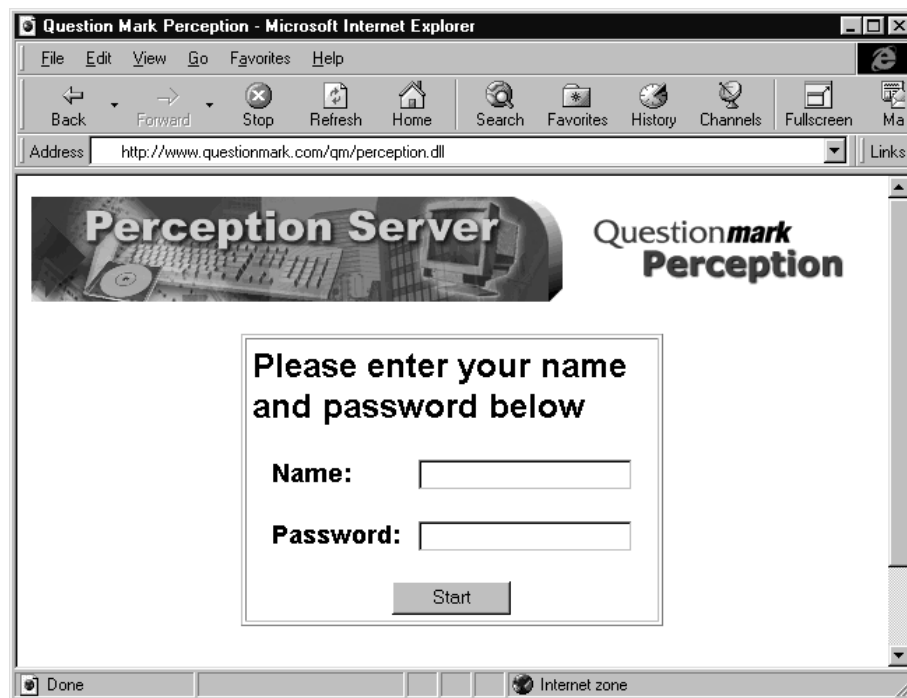 Question Mark Perception - Microsoft Internet Explorer
File Edit View Go Favorites Help
Back Forward Stop Refresh Home Search Favorites History Channels Fullscreen Ma
Address http://www.questionmark.com/qm/perception.dll Links
Perception Server
Questionmark
Perception
Please enter your name
and password below
Name:
Password:
Start
Done Internet zone